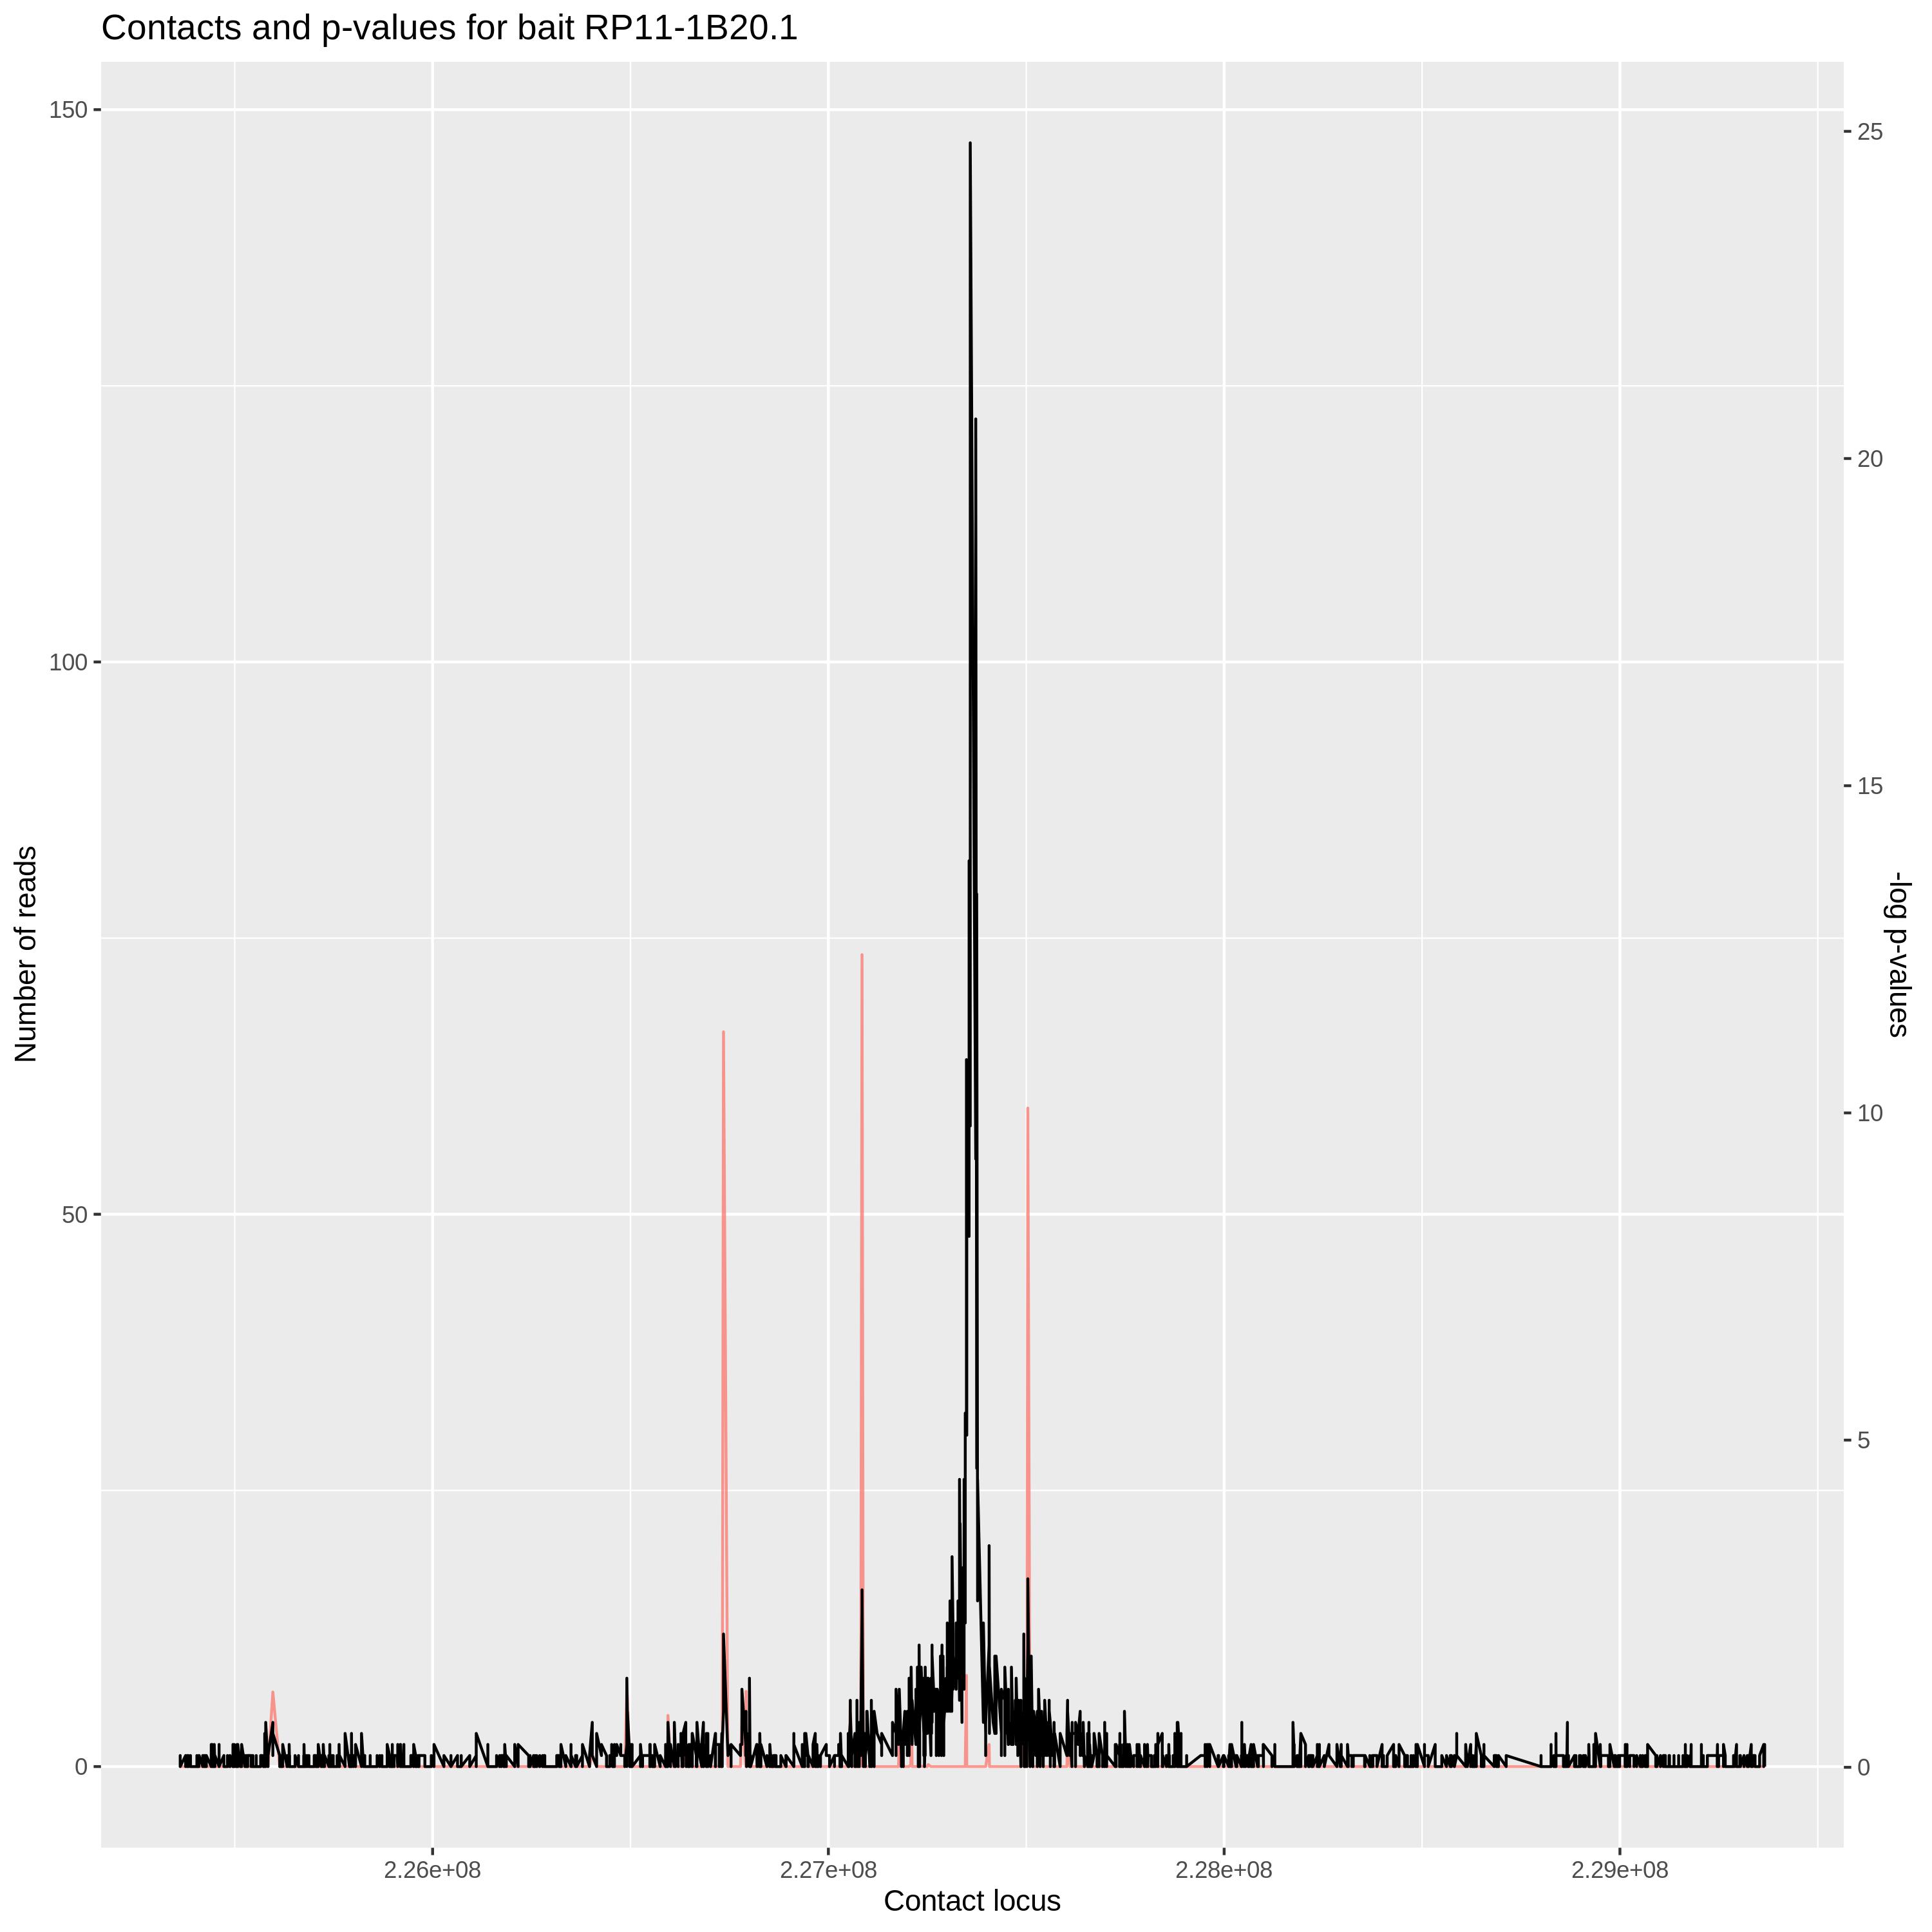 Contacts and p-values for bait RP11-1B20.1
150
100
50
0
Number of reads
25
20
15
10
5
0
-log p-values
2.26e+08
2.27e+08
2.28e+08
2.29e+08
Contact locus